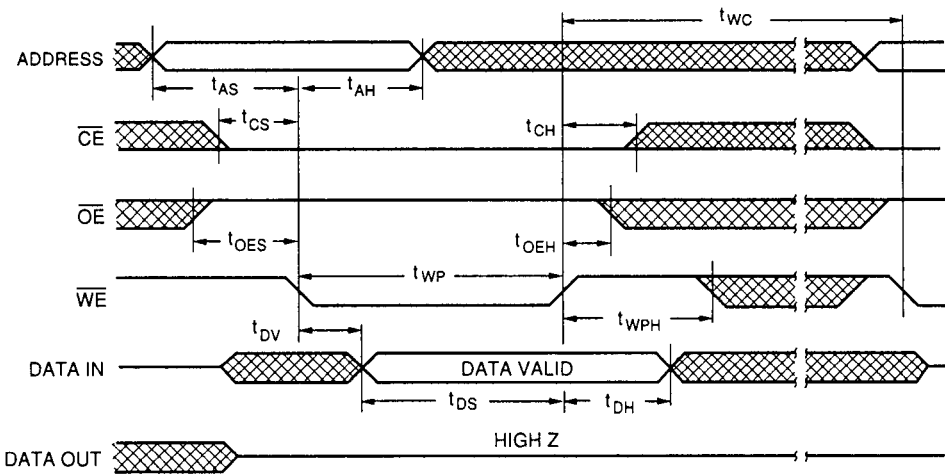 tWC
ADDRESS
tAS
tAH
tCS
tCH
CE
OE
tOES
tOEH
tWP
WE
tWPH
tDV
DATA IN
DATA VALID
tDS
tDH
HIGH Z
DATA OUT